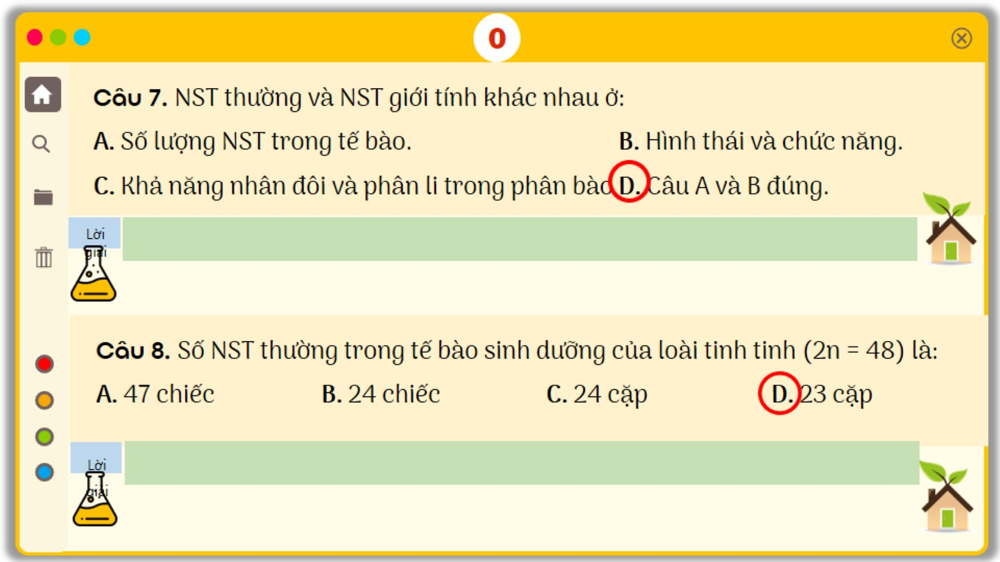 0
Câu 7. NST thường và NST giới tính khác nhau ở:
A. Số lượng NST trong tế bào. B. Hình thái và chức năng.
C. Khả năng nhân đôi và phân li trong phân bào D. Câu A và B đúng.
Lời
giải
Câu 8. Số NST thường trong tế bào sinh dưỡng của loài tinh tinh (2n = 48) là:
A. 47 chiếc B. 24 chiếc C. 24 cặp D. 23 cặp
Lời
giải